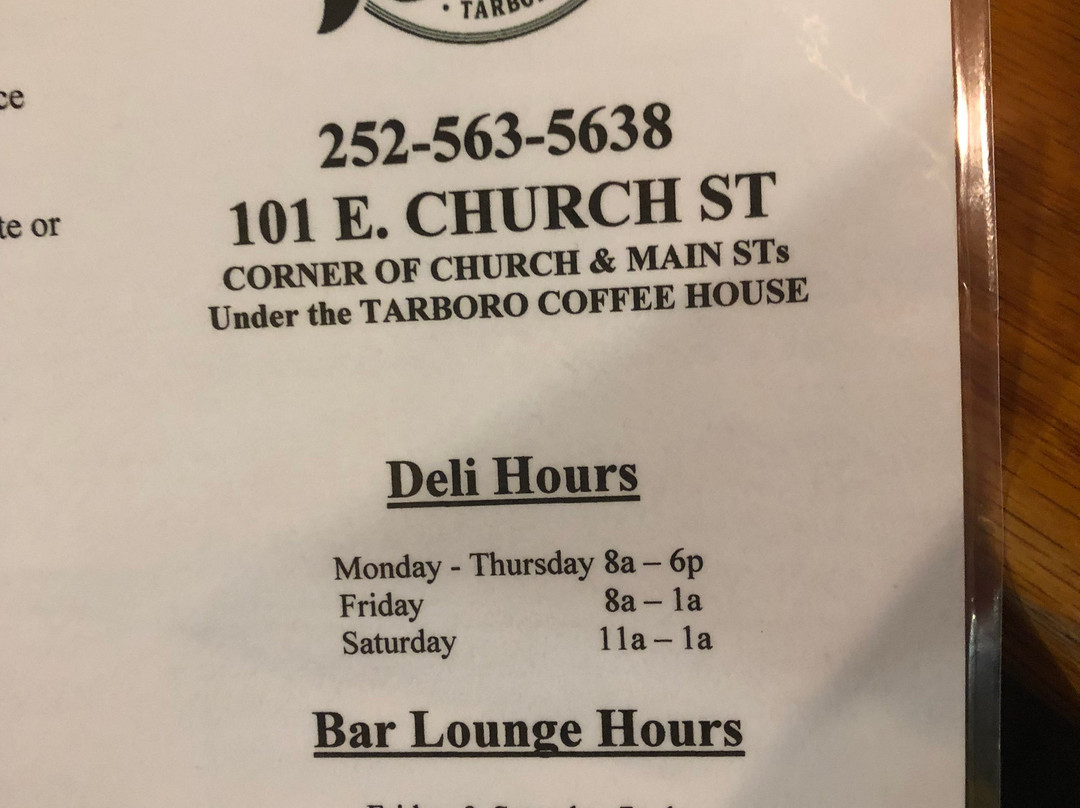 • TARBO
ce
252-563-5638
te or
101 E. CHURCH ST
CORNER OF CHURCH & MAIN STs
Under the TARBORO COFFEE HOUSE
Deli Hours
Monday - Thursday 8a – 6p
Friday 8a – 1a
Saturday 11a – 1a
Bar Lounge Hours